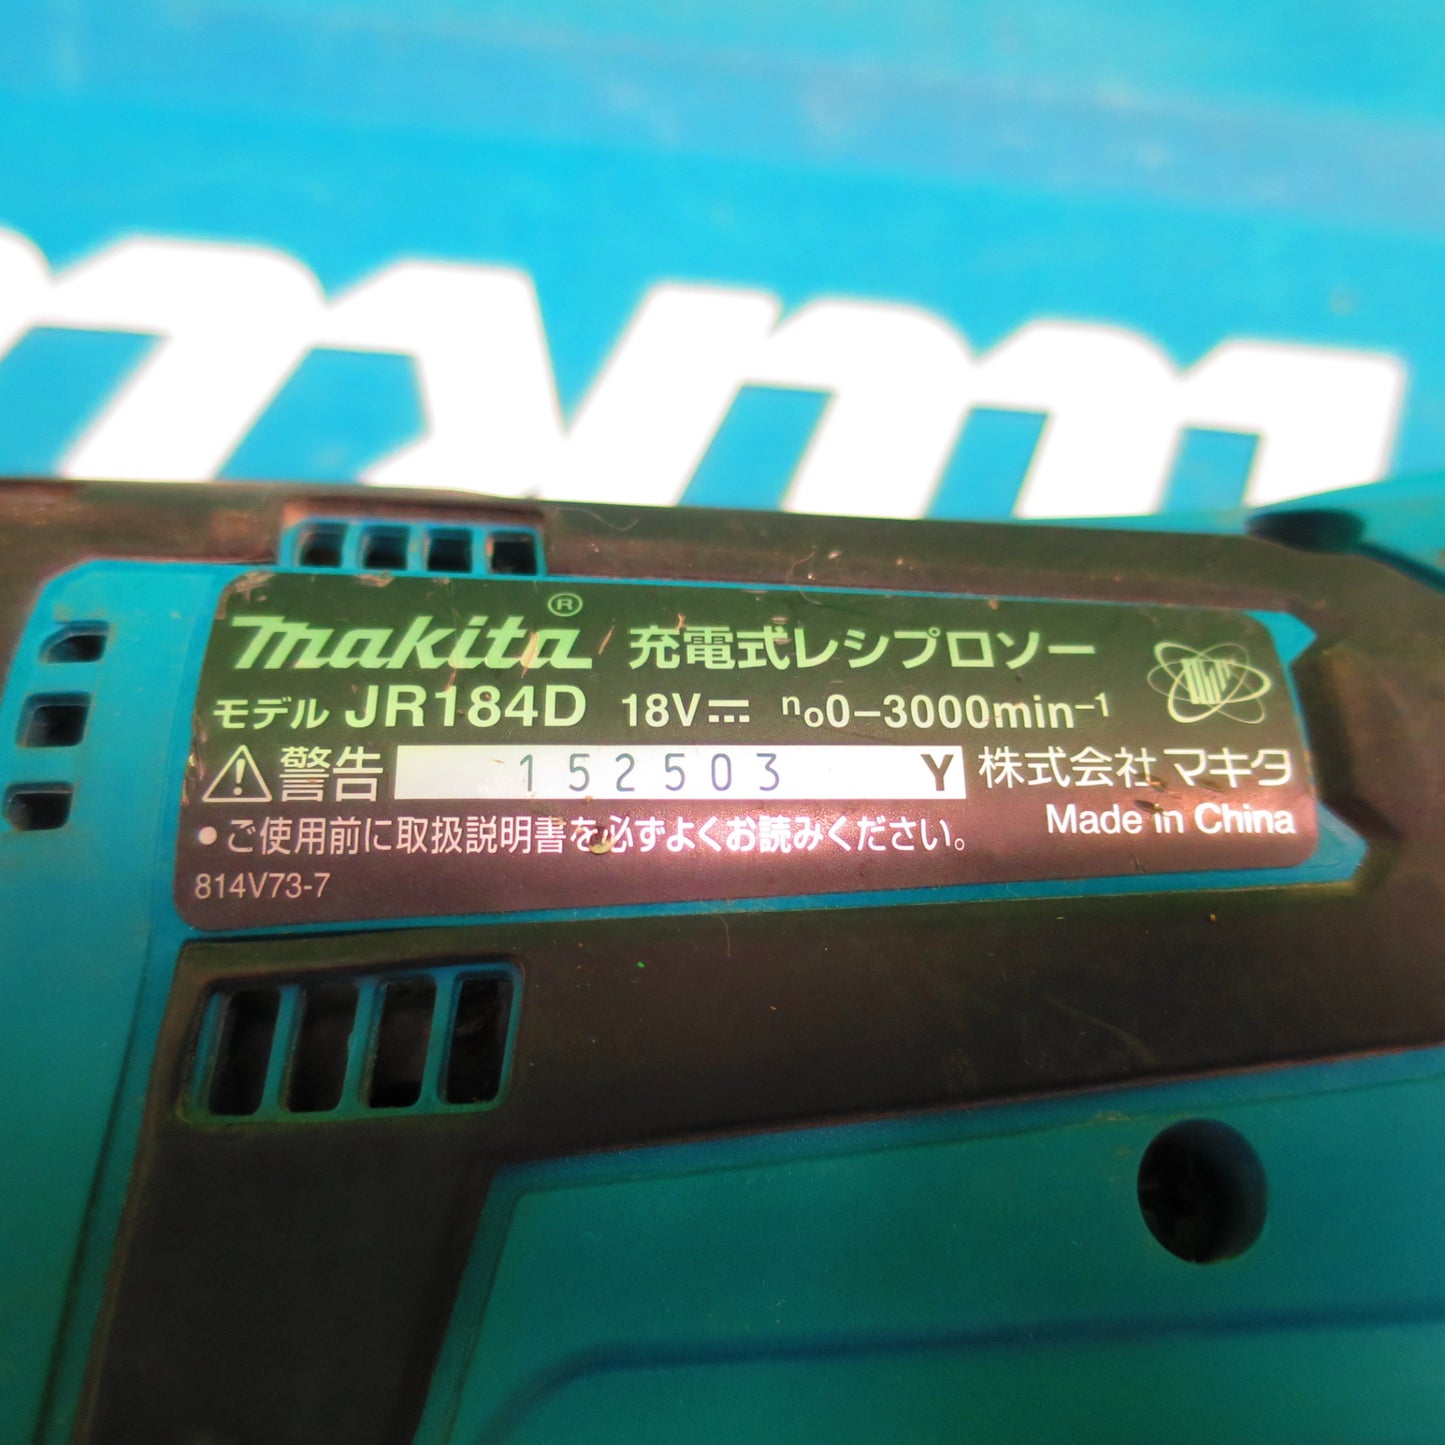 makita® 充電式レシプロソー
モデル JR184D 18V n₀0-3000min⁻¹
警告 152503 Y 株式会社マキタ
●ご使用前に取扱説明書を必ずよくお読みください。 Made in China
814V73-7